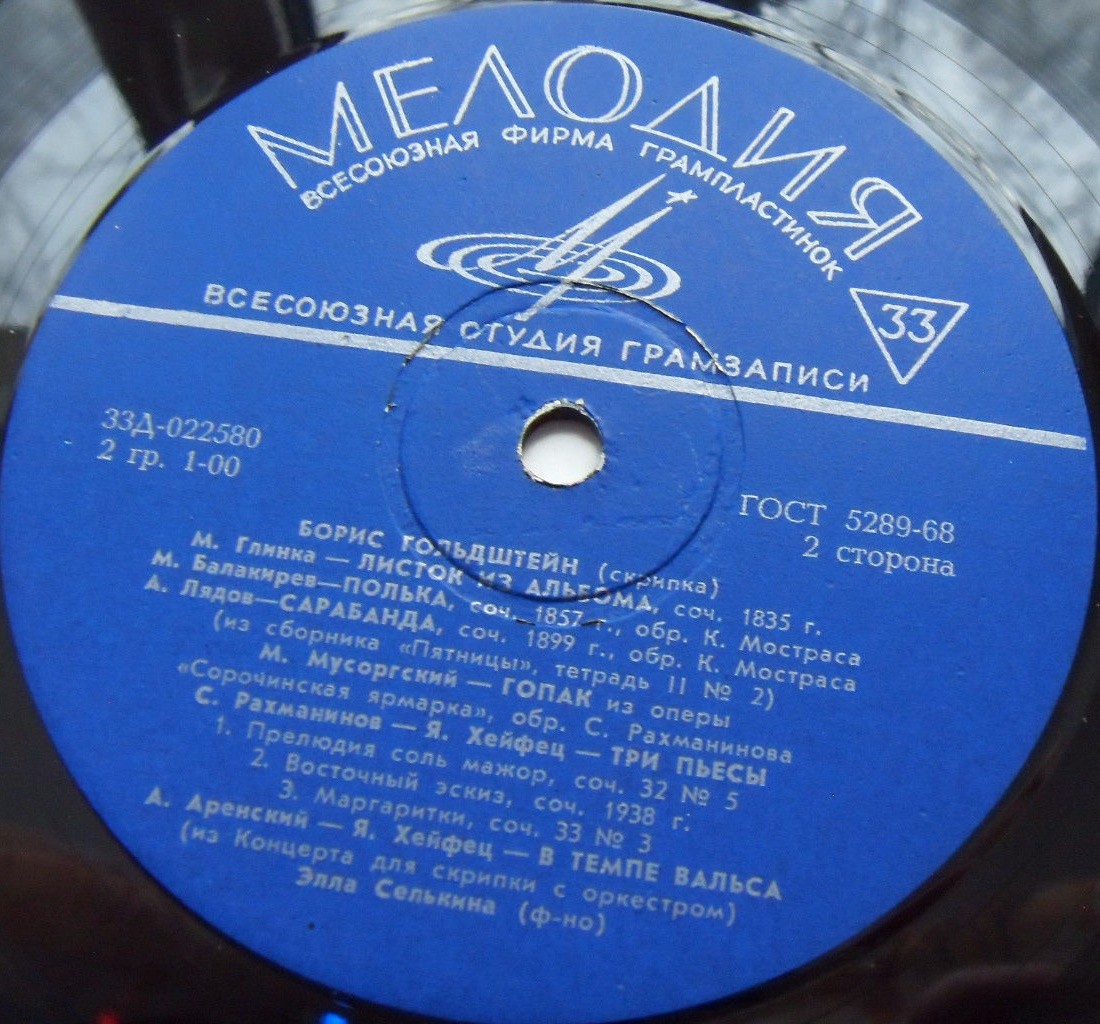 МЕЛОДИЯ
ВСЕСОЮЗНАЯ ФИРМА ГРАМПЛАСТИНОК
33
ВСЕСОЮЗНАЯ СТУДИЯ ГРАМЗАПИСИ
33Д-022580
2 гр. 1-00
ГОСТ 5289-68
2 сторона
БОРИС ГОЛЬДШТЕЙН (скрипка)
М. Глинка — ЛИСТОК ИЗ АЛЬБОМА, соч. 1835 г.
М. Балакирев—ПОЛЬКА, соч. 1857 г., обр. К. Мостраса
А. Лядов—САРАБАНДА, соч. 1899 г., обр. К. Мостраса
(из сборника «Пятницы», тетрадь II № 2)
М. Мусоргский — ГОПАК из оперы
«Сорочинская ярмарка», обр. С. Рахманинова
С. Рахманинов — Я. Хейфец — ТРИ ПЬЕСЫ
1. Прелюдия соль мажор, соч. 32 № 5
2. Восточный эскиз, соч. 1938 г.
3. Маргаритки, соч. 33 № 3
А. Аренский — Я. Хейфец — В ТЕМПЕ ВАЛЬСА
(из Концерта для скрипки с оркестром)
Элла Селькина (ф-но)